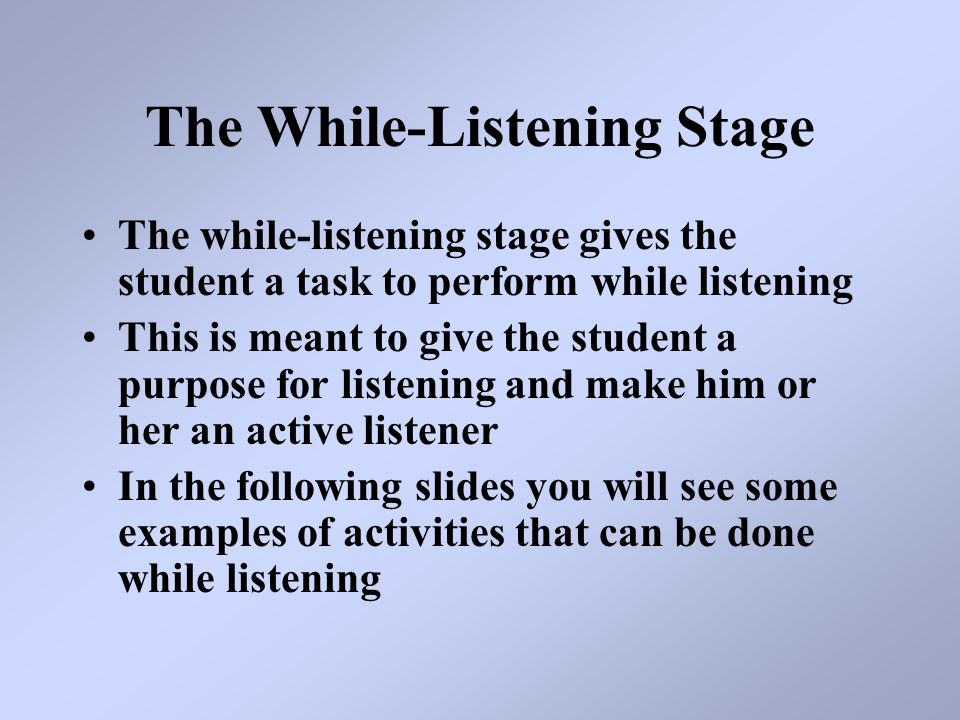 The While-Listening Stage
• The while-listening stage gives the
student a task to perform while listening
• This is meant to give the student a
purpose for listening and make him or
her an active listener
• In the following slides you will see some
examples of activities that can be done
while listening